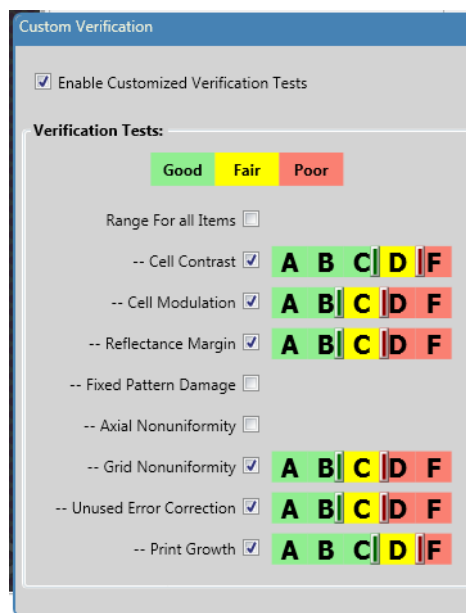 Custom Verification
Enable Customized Verification Tests
Verification Tests:
Good Fair Poor
Range For all Items
-- Cell Contrast A B C D F
-- Cell Modulation A B C D F
-- Reflectance Margin A B C D F
-- Fixed Pattern Damage
-- Axial Nonuniformity
-- Grid Nonuniformity A B C D F
-- Unused Error Correction A B C D F
-- Print Growth A B C D F